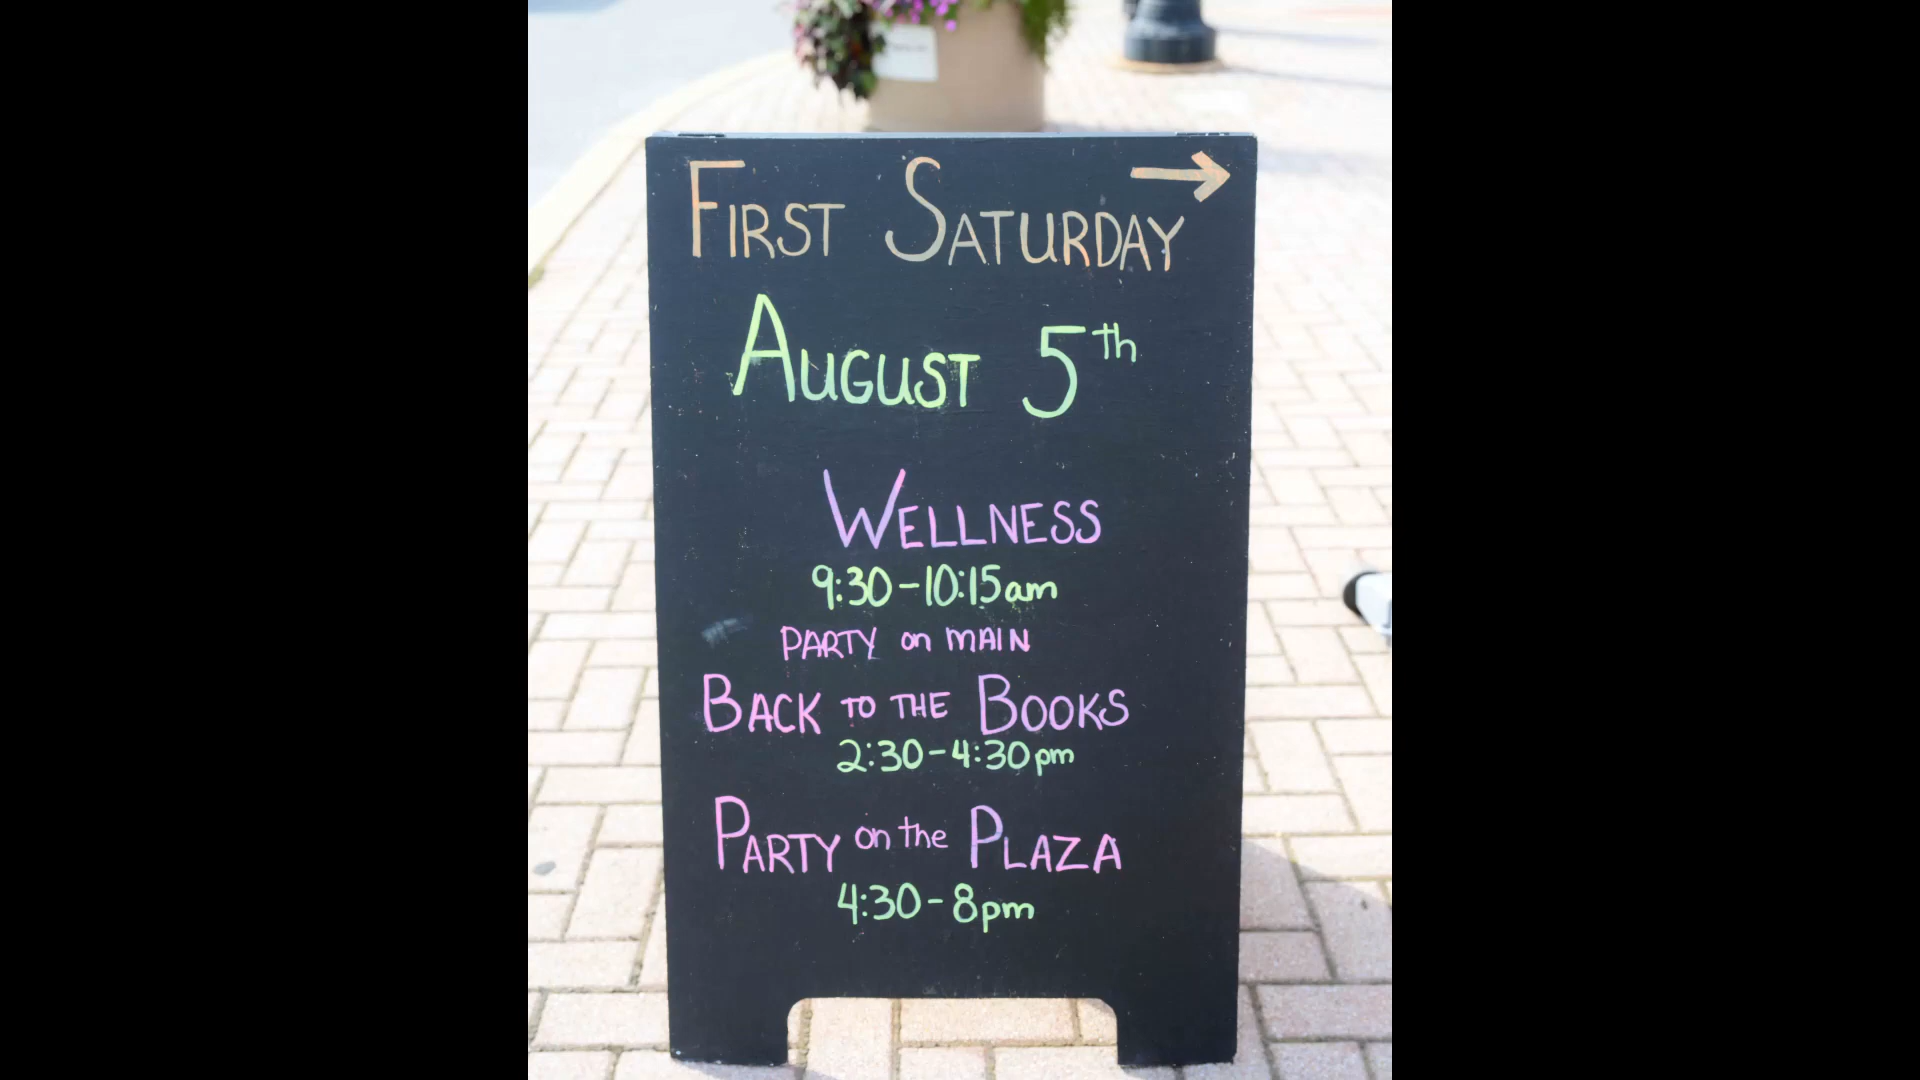 First Saturday
August 5th
Wellness
9:30-10:15am
PARTY on MAIN
Back to the Books
2:30-4:30pm
Party on the Plaza
4:30-8pm